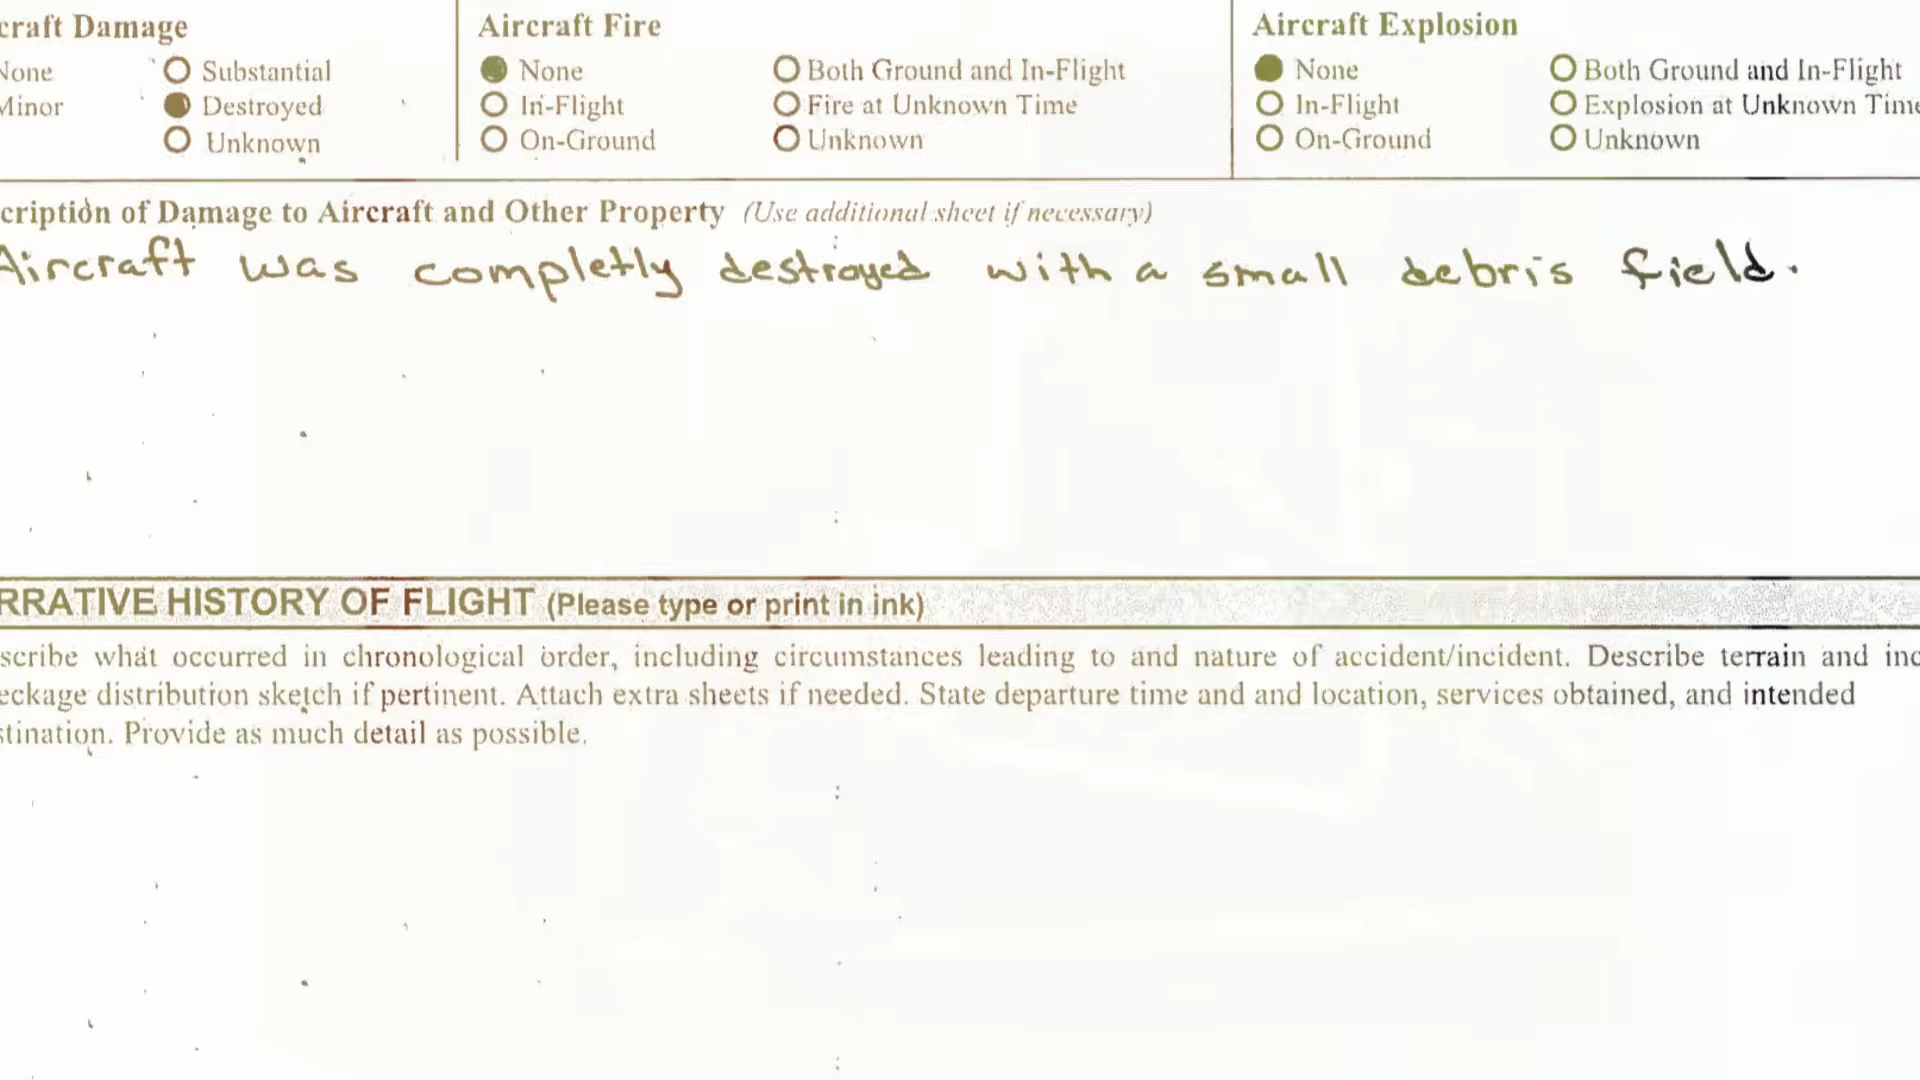 craft Damage
Aircraft Fire
Aircraft Explosion
None
Substantial
None
Both Ground and In-Flight
None
Both Ground and In-Flight
Minor
Destroyed
In-Flight
Fire at Unknown Time
In-Flight
Explosion at Unknown Time
Unknown
On-Ground
Unknown
On-Ground
Unknown
cription of Damage to Aircraft and Other Property (Use additional sheet if necessary)
Aircraft was completly destroyed with a small debris field.
RRATIVE HISTORY OF FLIGHT (Please type or print in ink)
scribe what occurred in chronological order, including circumstances leading to and nature of accident/incident. Describe terrain and inc
eckage distribution sketch if pertinent. Attach extra sheets if needed. State departure time and and location, services obtained, and intended
stination. Provide as much detail as possible.